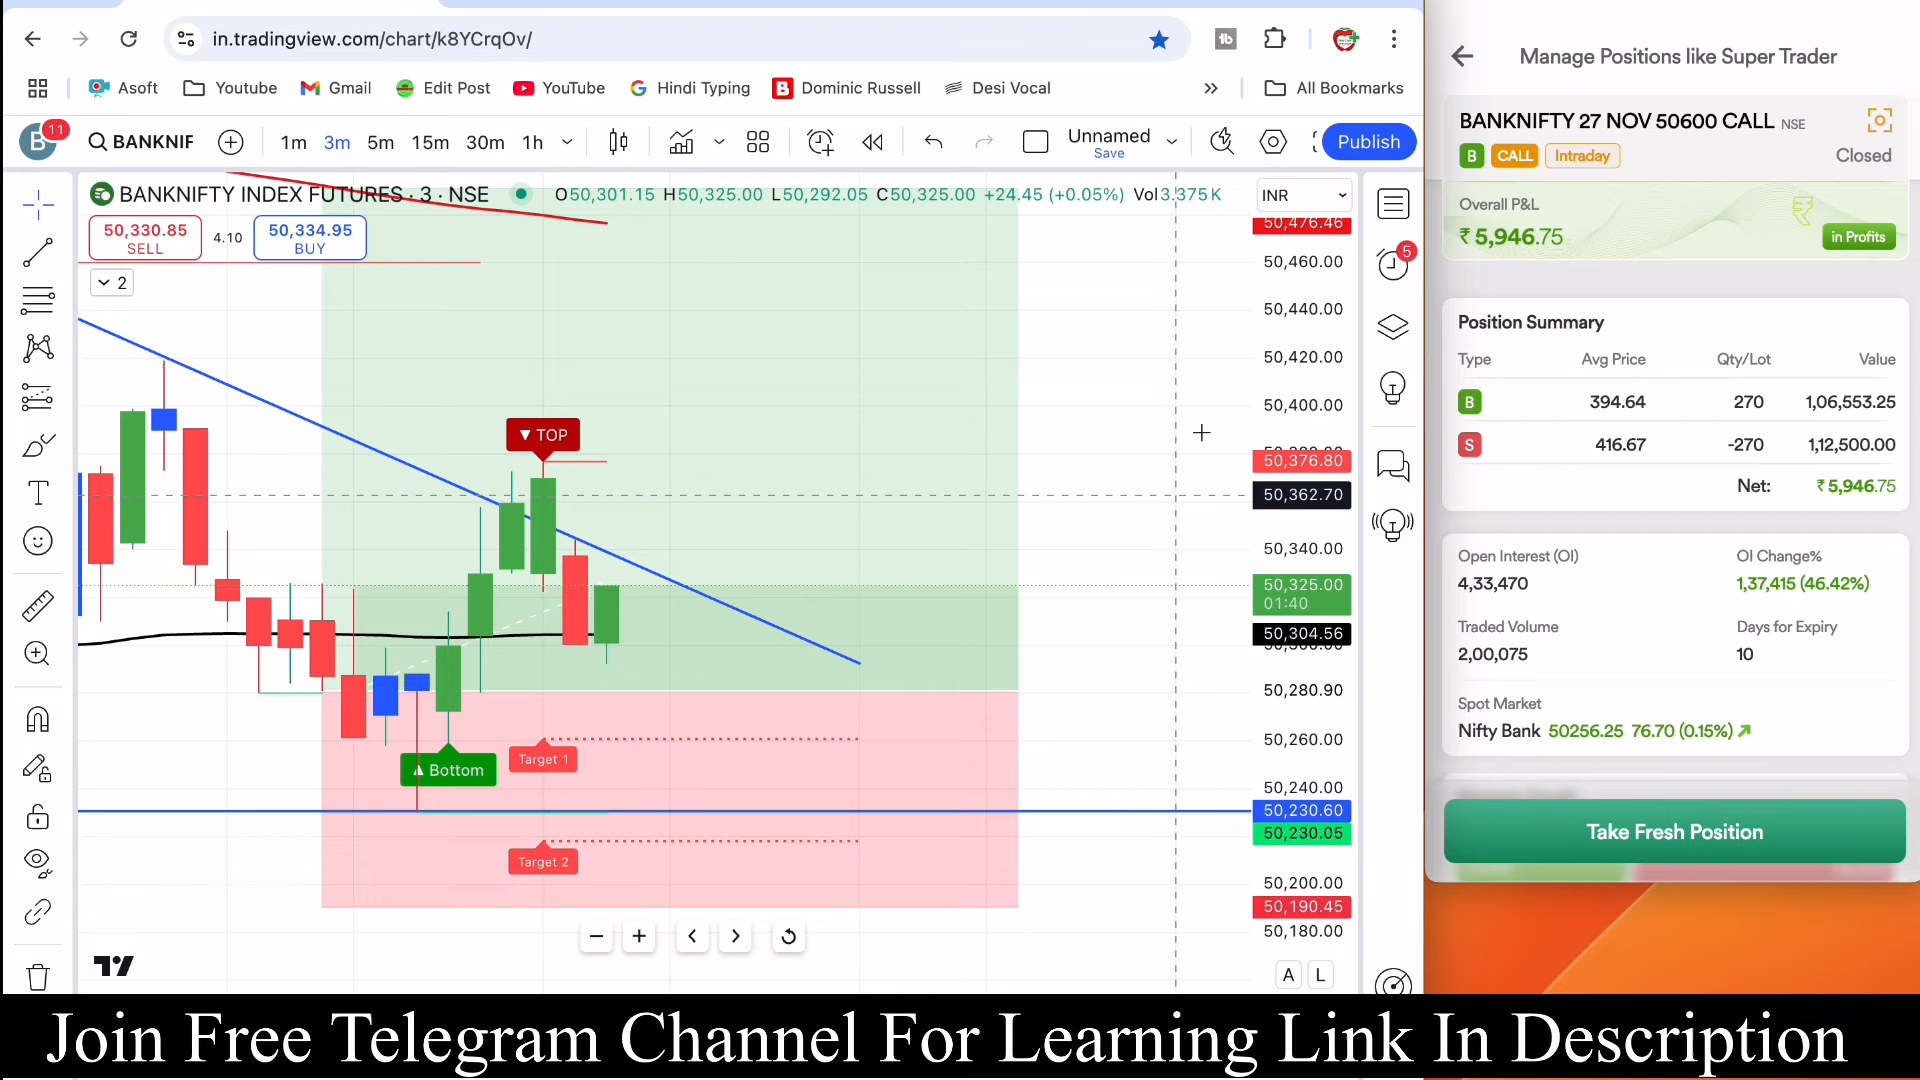 in.tradingview.com/chart/k8YCrqOv/
Asoft
Youtube
Gmail
Edit Post
YouTube
Hindi Typing
Dominic Russell
Desi Vocal
All Bookmarks
B
11
BANKNIF
1m
3m
5m
15m
30m
1h
Unnamed
Save
Publish
BANKNIFTY INDEX FUTURES · 3 · NSE
O50,301.15 H50,325.00 L50,292.05 C50,325.00 +24.45 (+0.05%) Vol3.375K
INR
50,330.85
SELL
4.10
50,334.95
BUY
2
50,476.46
50,460.00
50,440.00
50,420.00
50,400.00
50,376.80
50,362.70
50,340.00
50,325.00
01:40
50,304.56
50,280.90
50,260.00
50,240.00
50,230.60
50,230.05
50,200.00
50,190.45
50,180.00
▼ TOP
▲ Bottom
Target 1
Target 2
A
L
5
Manage Positions like Super Trader
BANKNIFTY 27 NOV 50600 CALL NSE
B CALL Intraday
Closed
Overall P&L
₹ 5,946.75
in Profits
Position Summary
Type Avg Price Qty/Lot Value
B 394.64 270 1,06,553.25
S 416.67 -270 1,12,500.00
Net: ₹ 5,946.75
Open Interest (OI) OI Change%
4,33,470 1,37,415 (46.42%)
Traded Volume Days for Expiry
2,00,075 10
Spot Market
Nifty Bank 50256.25 76.70 (0.15%)
Take Fresh Position
Join Free Telegram Channel For Learning Link In Description